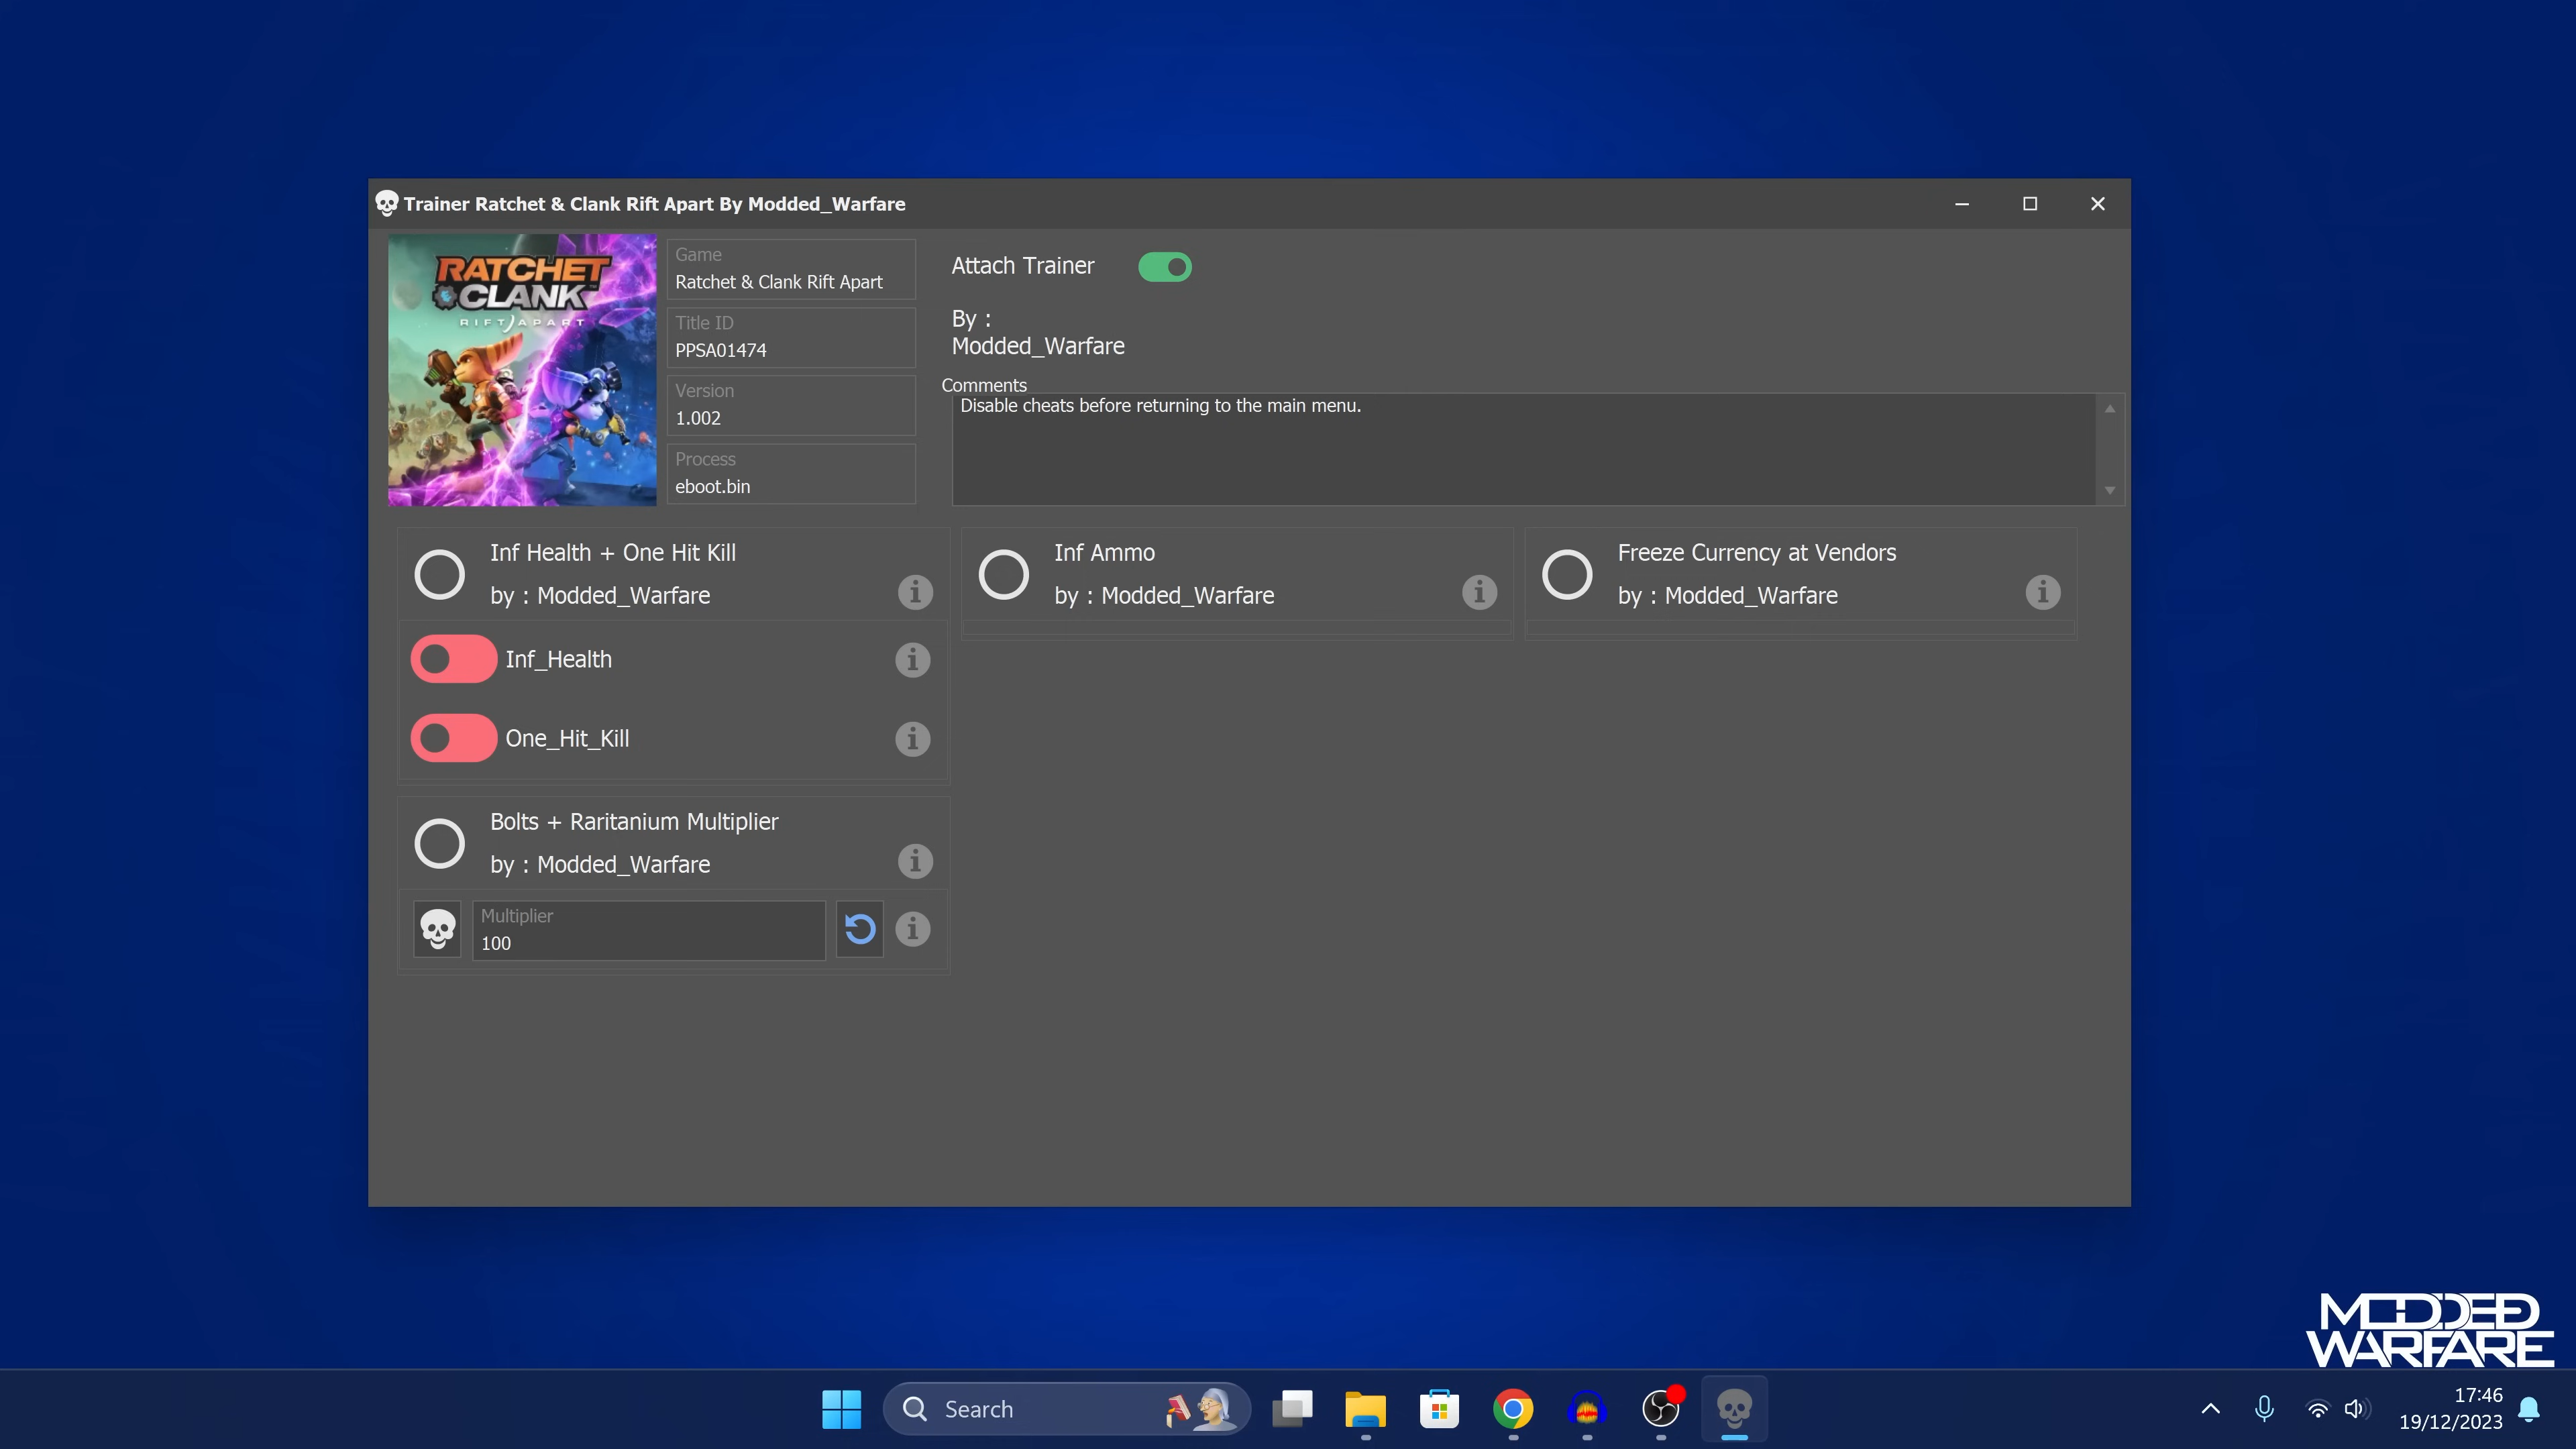 Trainer Ratchet & Clank Rift Apart By Modded_Warfare
RATCHET
& CLANK
RIFT APART
Game
Ratchet & Clank Rift Apart
Title ID
PPSA01474
Version
1.002
Process
eboot.bin
Attach Trainer
By :
Modded_Warfare
Comments
Disable cheats before returning to the main menu.
Inf Health + One Hit Kill
by : Modded_Warfare
Inf_Health
One_Hit_Kill
Inf Ammo
by : Modded_Warfare
Freeze Currency at Vendors
by : Modded_Warfare
Bolts + Raritanium Multiplier
by : Modded_Warfare
Multiplier
100
MODDED
WARFARE
Search
17:46
19/12/2023